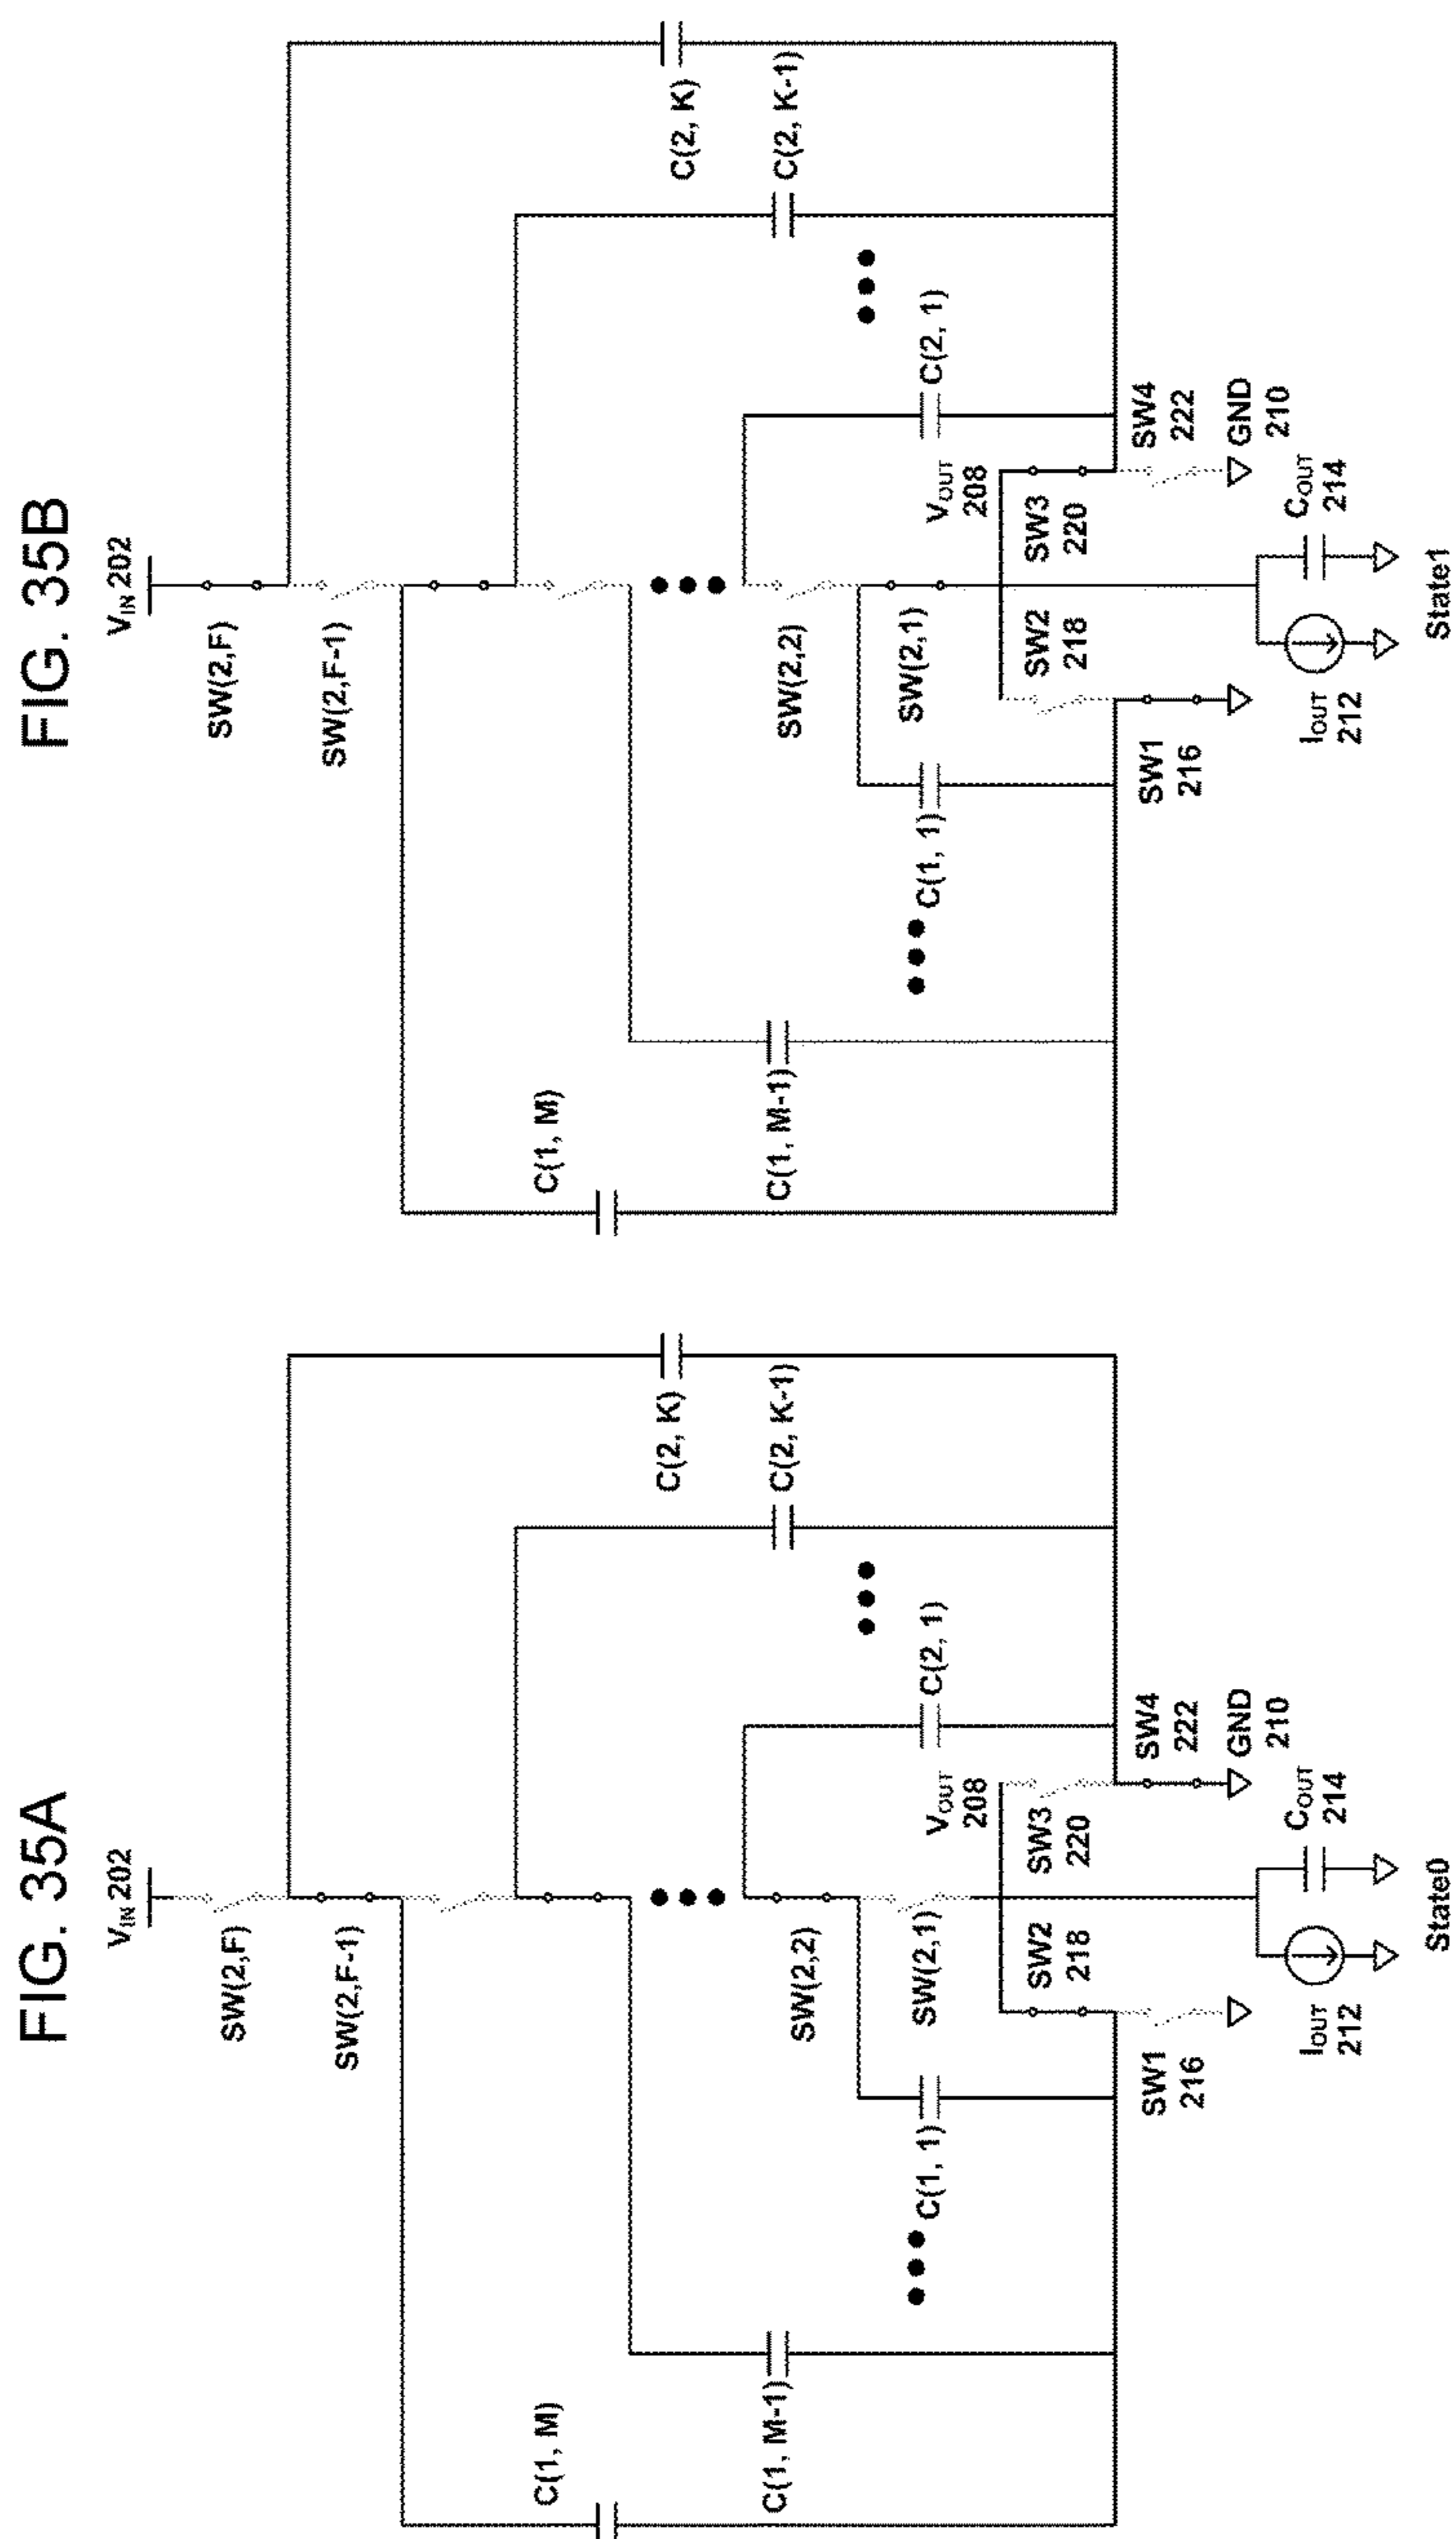 FIG. 35A
V_IN 202
SW(2,F)
SW(2,F-1)
C(1, M)
C(2, K)
C(1, M-1)
C(2, K-1)
SW(2,2)
C(1, 1)
C(2, 1)
SW(2,1)
V_OUT
208
SW2
218
SW3
220
SW1
216
SW4
222
GND
210
I_OUT
212
C_OUT
214
State0
FIG. 35B
V_IN 202
SW(2,F)
SW(2,F-1)
C(1, M)
C(2, K)
C(1, M-1)
C(2, K-1)
SW(2,2)
C(1, 1)
C(2, 1)
SW(2,1)
V_OUT
208
SW2
218
SW3
220
SW1
216
SW4
222
GND
210
I_OUT
212
C_OUT
214
State1